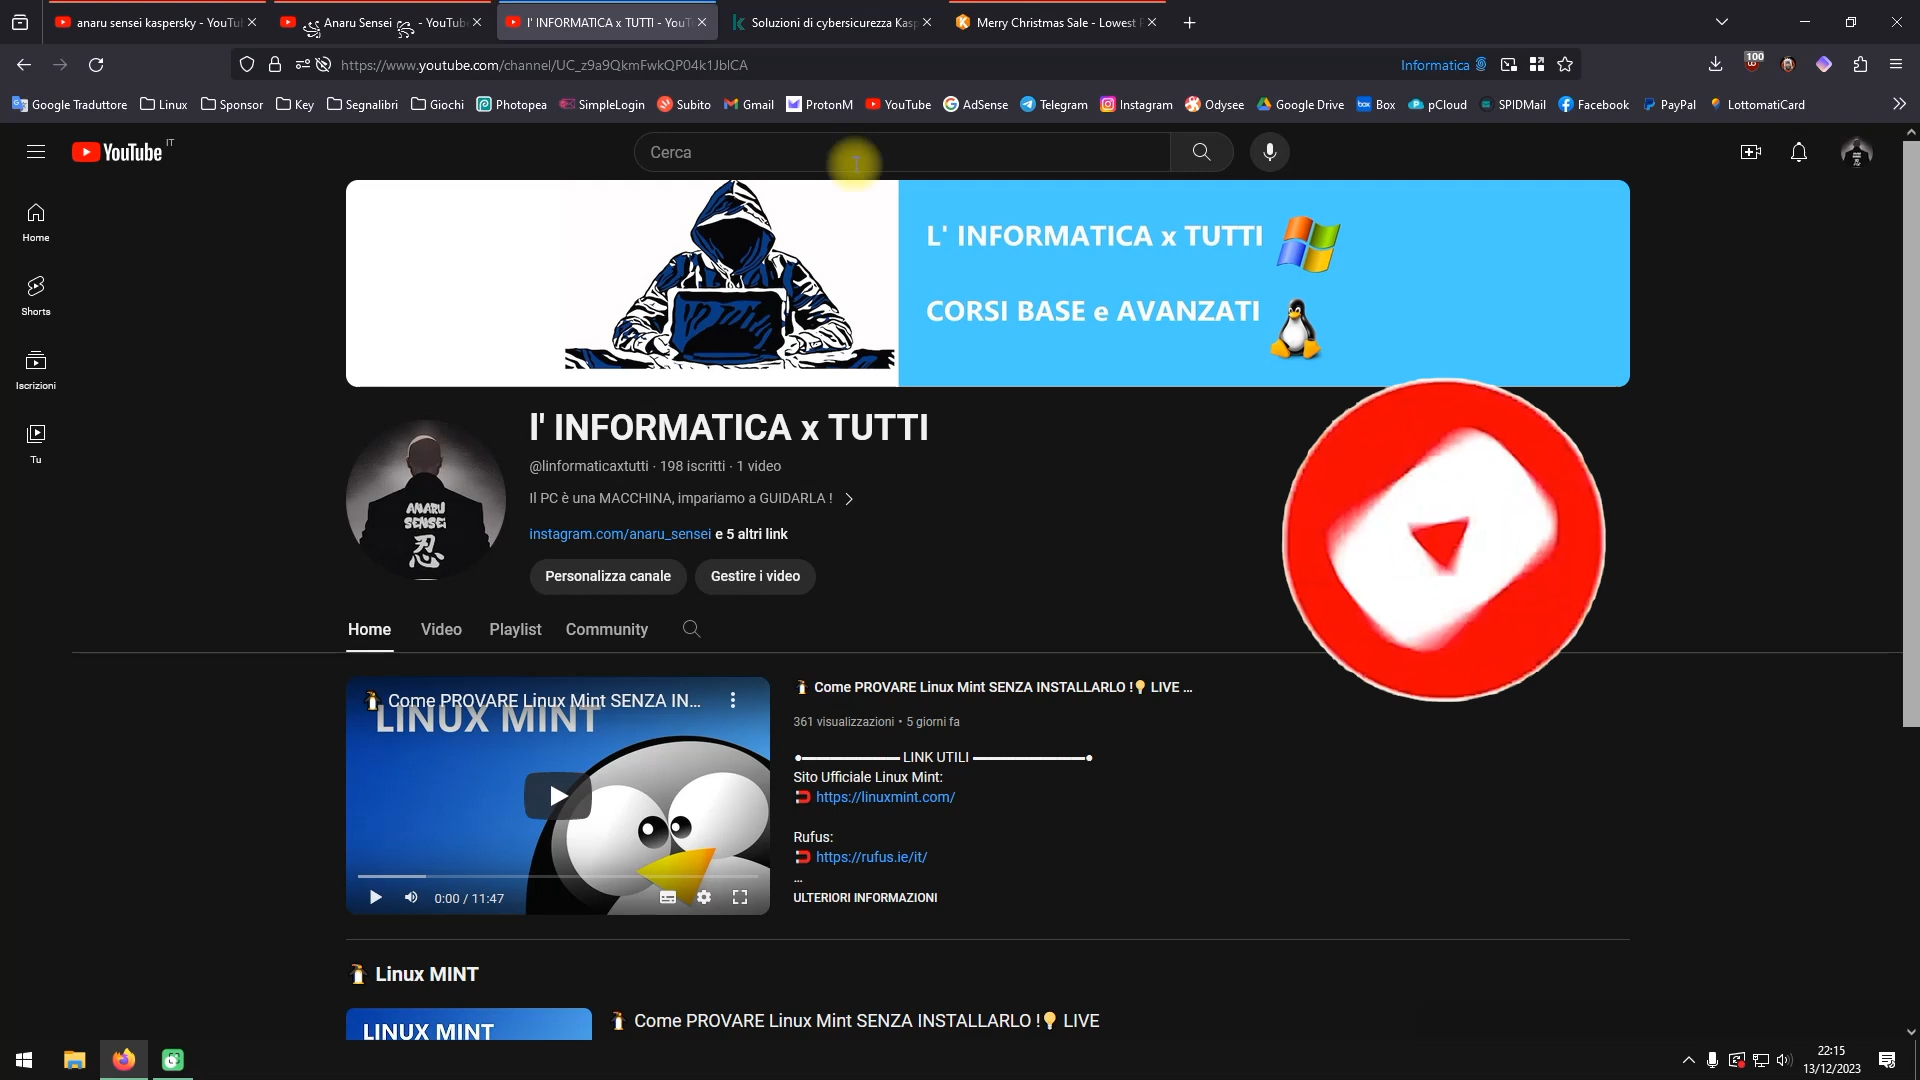 anaru sensei kaspersky - YouTu
Anaru Sensei - YouTube
l' INFORMATICA x TUTTI - YouT
Soluzioni di cybersicurezza Kasp
Merry Christmas Sale - Lowest P
https://www.youtube.com/channel/UC_z9a9QkmFwkQP04k1JblCA
Informatica
100
Google Traduttore
Linux
Sponsor
Key
Segnalibri
Giochi
Photopea
SimpleLogin
Subito
Gmail
ProtonM
YouTube
AdSense
Telegram
Instagram
Odysee
Google Drive
Box
pCloud
SPIDMail
Facebook
PayPal
LottomatiCard
YouTube IT
Cerca
Home
Shorts
Iscrizioni
Tu
L' INFORMATICA x TUTTI
CORSI BASE e AVANZATI
ANARU
SENSEI
忍
l' INFORMATICA x TUTTI
@linformaticaxtutti · 198 iscritti · 1 video
Il PC è una MACCHINA, impariamo a GUIDARLA !
instagram.com/anaru_sensei e 5 altri link
Personalizza canale
Gestire i video
Home
Video
Playlist
Community
Come PROVARE Linux Mint SENZA IN...
LINUX MINT
0:00 / 11:47
Come PROVARE Linux Mint SENZA INSTALLARLO ! LIVE ...
361 visualizzazioni • 5 giorni fa
●▬▬▬▬▬▬▬ LINK UTILI ▬▬▬▬▬▬▬▬●
Sito Ufficiale Linux Mint:
https://linuxmint.com/
Rufus:
https://rufus.ie/it/
...
ULTERIORI INFORMAZIONI
Linux MINT
LINUX MINT
Come PROVARE Linux Mint SENZA INSTALLARLO ! LIVE
22:15
13/12/2023